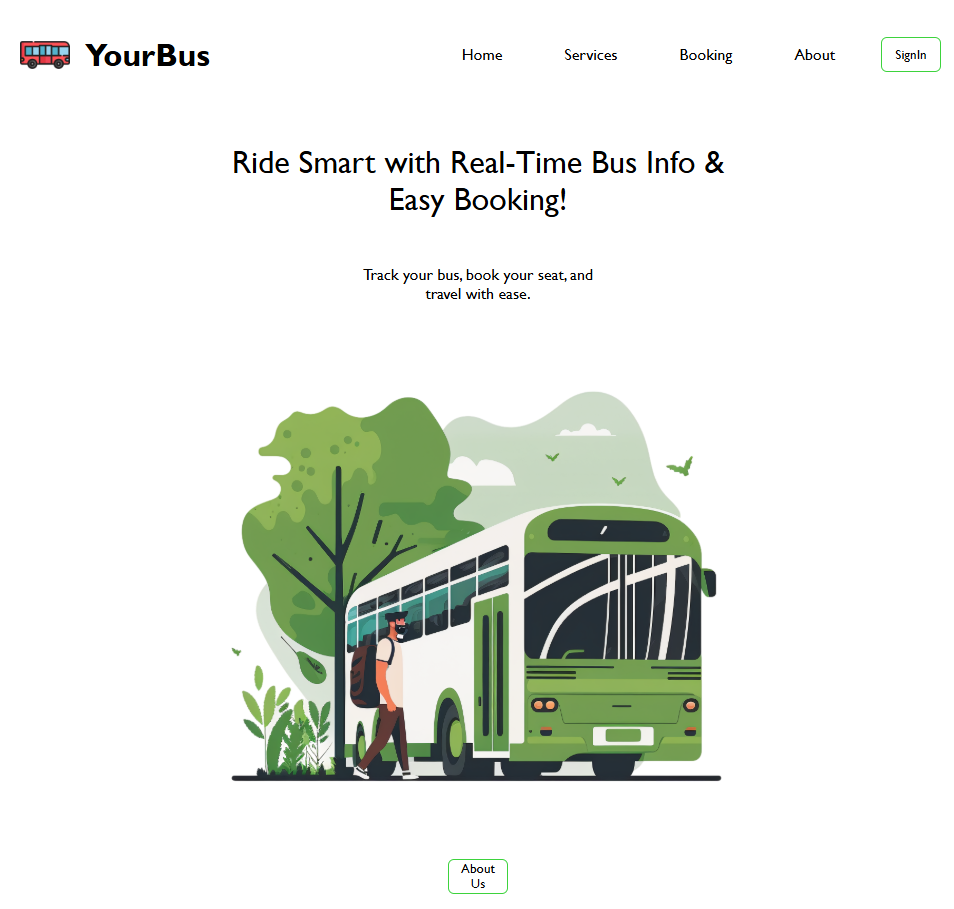 YourBus
Home Services Booking About SignIn
Ride Smart with Real-Time Bus Info &
Easy Booking!
Track your bus, book your seat, and
travel with ease.
About
Us